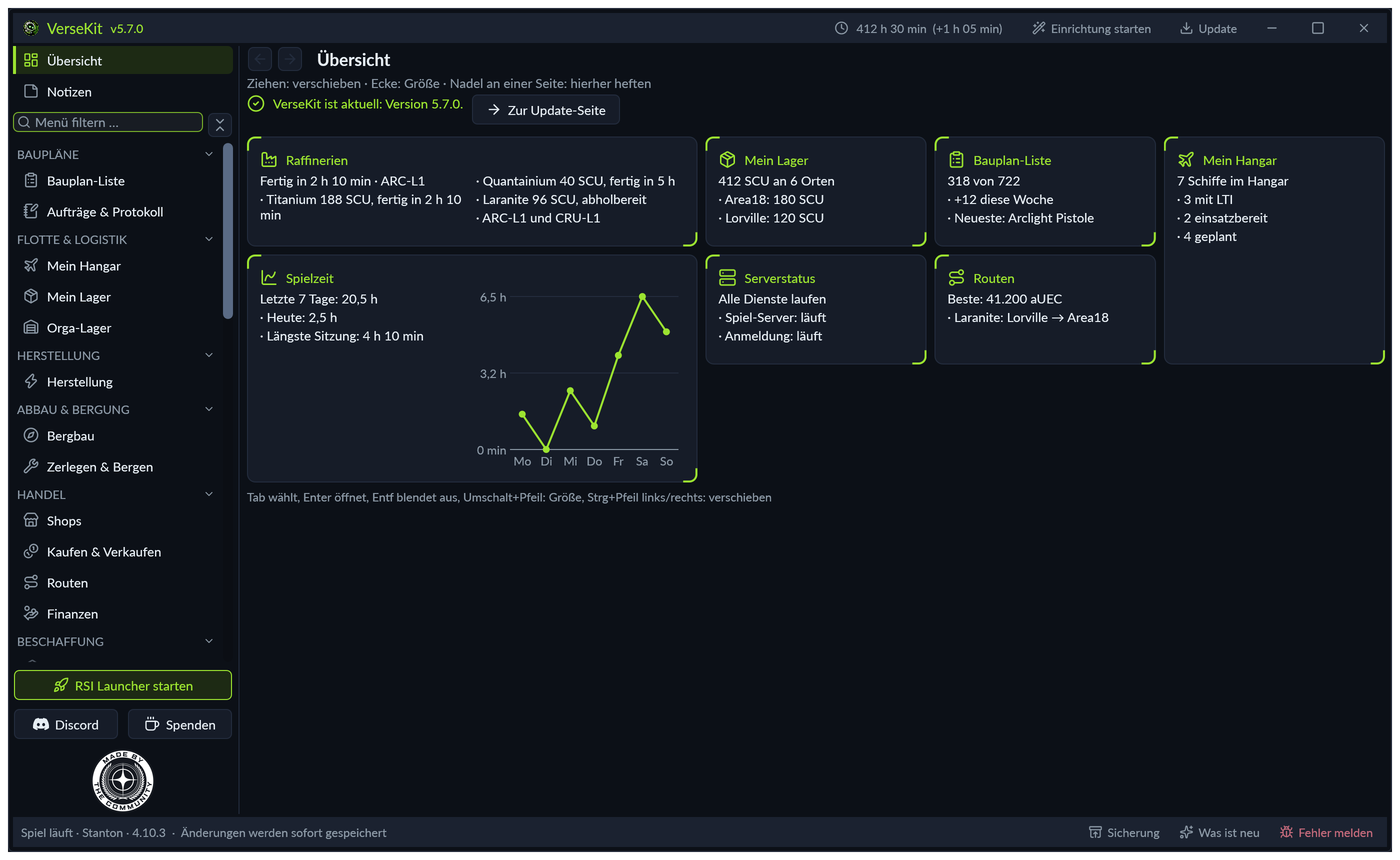 VerseKit v5.7.0
412 h 30 min (+1 h 05 min)
Einrichtung starten
Update
Übersicht
Notizen
Menü filtern ...
BAUPLÄNE
Bauplan-Liste
Aufträge & Protokoll
FLOTTE & LOGISTIK
Mein Hangar
Mein Lager
Orga-Lager
HERSTELLUNG
Herstellung
ABBAU & BERGUNG
Bergbau
Zerlegen & Bergen
HANDEL
Shops
Kaufen & Verkaufen
Routen
Finanzen
BESCHAFFUNG
RSI Launcher starten
Discord
Spenden
MADE BY
THE COMMUNITY
Übersicht
Ziehen: verschieben · Ecke: Größe · Nadel an einer Seite: hierher heften
VerseKit ist aktuell: Version 5.7.0.
→ Zur Update-Seite
Raffinerien
Fertig in 2 h 10 min · ARC-L1
· Titanium 188 SCU, fertig in 2 h 10
min
· Quantainium 40 SCU, fertig in 5 h
· Laranite 96 SCU, abholbereit
· ARC-L1 und CRU-L1
Mein Lager
412 SCU an 6 Orten
· Area18: 180 SCU
· Lorville: 120 SCU
Bauplan-Liste
318 von 722
· +12 diese Woche
· Neueste: Arclight Pistole
Mein Hangar
7 Schiffe im Hangar
· 3 mit LTI
· 2 einsatzbereit
· 4 geplant
Spielzeit
Letzte 7 Tage: 20,5 h
· Heute: 2,5 h
· Längste Sitzung: 4 h 10 min
6,5 h
3,2 h
0 min
Mo Di Mi Do Fr Sa So
Serverstatus
Alle Dienste laufen
· Spiel-Server: läuft
· Anmeldung: läuft
Routen
Beste: 41.200 aUEC
· Laranite: Lorville → Area18
Tab wählt, Enter öffnet, Entf blendet aus, Umschalt+Pfeil: Größe, Strg+Pfeil links/rechts: verschieben
Spiel läuft · Stanton · 4.10.3 · Änderungen werden sofort gespeichert
Sicherung
Was ist neu
Fehler melden